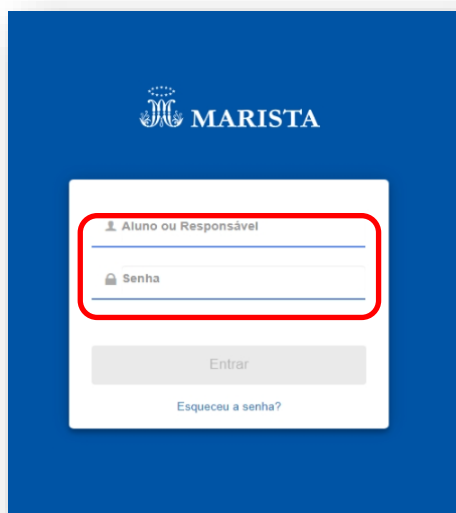 MARISTA
Aluno ou Responsável
Senha
Entrar
Esqueceu a senha?